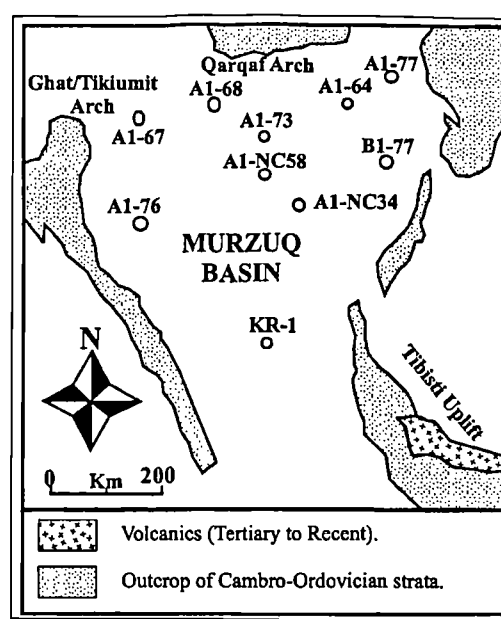 Qarqaf Arch
A1-77
Ghat/Tikiumit
Arch
A1-68
A1-64
A1-67
A1-73
B1-77
A1-NC58
A1-76
A1-NC34
MURZUQ
BASIN
KR-1
N
Tibisti Uplift
0 Km 200
Volcanics (Tertiary to Recent).
Outcrop of Cambro-Ordovician strata.